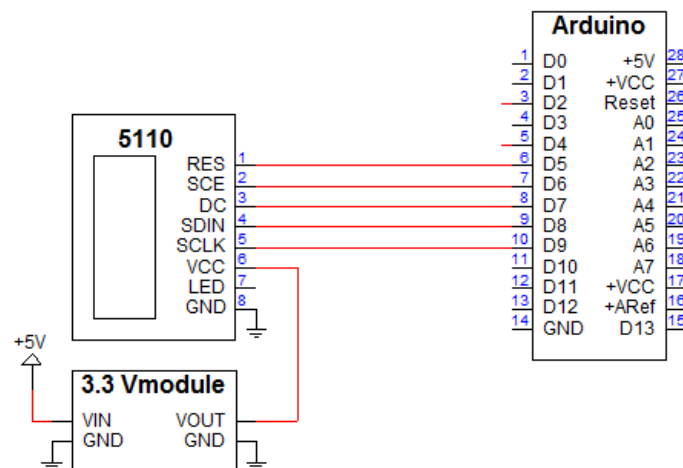 Arduino
1 D0 +5V 28
2 D1 +VCC 27
3 D2 Reset 26
4 D3 A0 25
5 D4 A1 24
6 D5 A2 23
7 D6 A3 22
8 D7 A4 21
9 D8 A5 20
10 D9 A6 19
11 D10 A7 18
12 D11 +VCC 17
13 D12 +ARef 16
14 GND D13 15
5110
RES 1
SCE 2
DC 3
SDIN 4
SCLK 5
VCC 6
LED 7
GND 8
+5V
3.3 Vmodule
VIN VOUT
GND GND